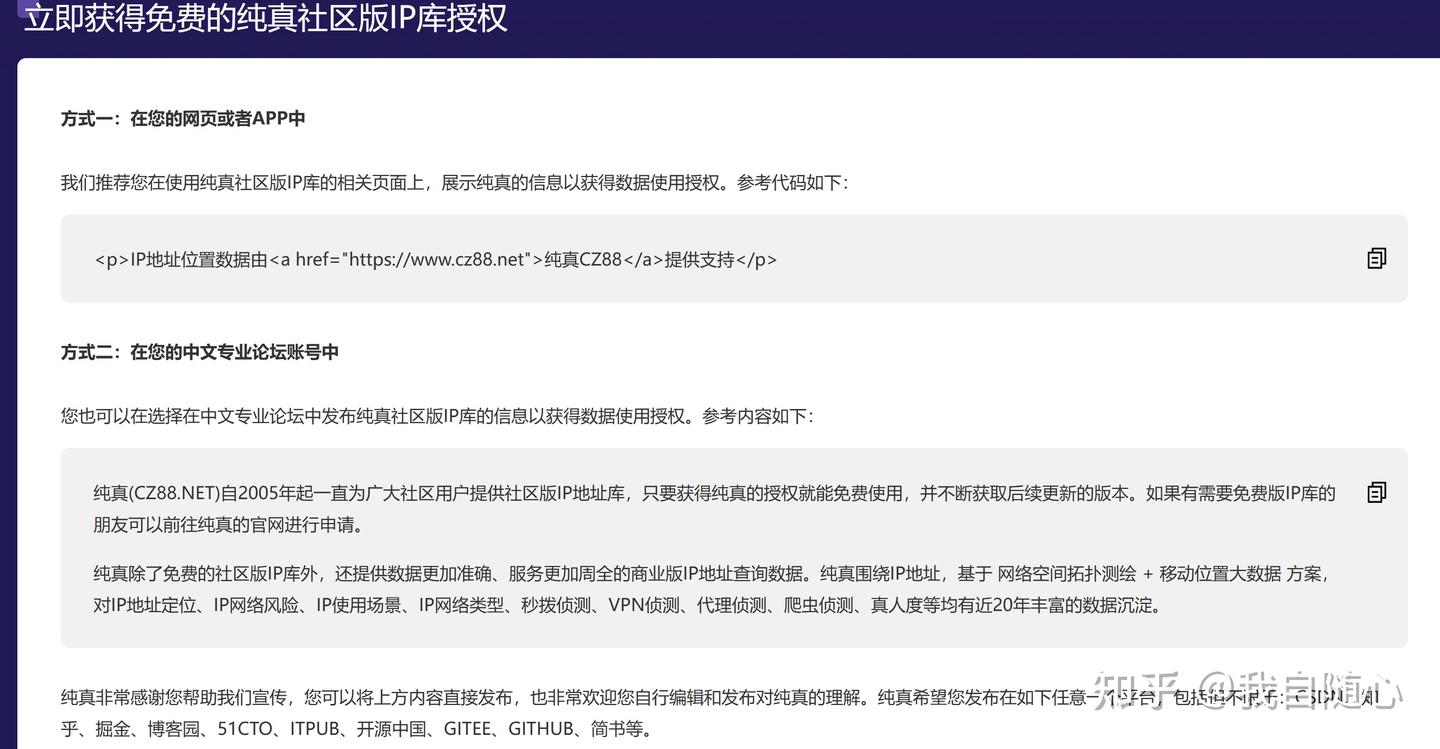 立即获得免费的纯真社区版IP库授权
方式一：在您的网页或者APP中
我们推荐您在使用纯真社区版IP库的相关页面上，展示纯真的信息以获得数据使用授权。参考代码如下：
<p>IP地址位置数据由<a href="https://www.cz88.net">纯真CZ88</a>提供支持</p>
方式二：在您的中文专业论坛账号中
您也可以在选择在中文专业论坛中发布纯真社区版IP库的信息以获得数据使用授权。参考内容如下：
纯真(CZ88.NET)自2005年起一直为广大社区用户提供社区版IP地址库，只要获得纯真的授权就能免费使用，并不断获取后续更新的版本。如果有需要免费版IP库的
朋友可以前往纯真的官网进行申请。
纯真除了免费的社区版IP库外，还提供数据更加准确、服务更加周全的商业版IP地址查询数据。纯真围绕IP地址，基于 网络空间拓扑测绘 + 移动位置大数据 方案，
对IP地址定位、IP网络风险、IP使用场景、IP网络类型、秒拨侦测、VPN侦测、代理侦测、爬虫侦测、真人度等均有近20年丰富的数据沉淀。
纯真非常感谢您帮助我们宣传，您可以将上方内容直接发布，也非常欢迎您自行编辑和发布对纯真的理解。纯真希望您发布在如下任意一个平台，包括但不限于：CSDN、知
乎、掘金、博客园、51CTO、ITPUB、开源中国、GITEE、GITHUB、简书等。
知乎 @我自随心